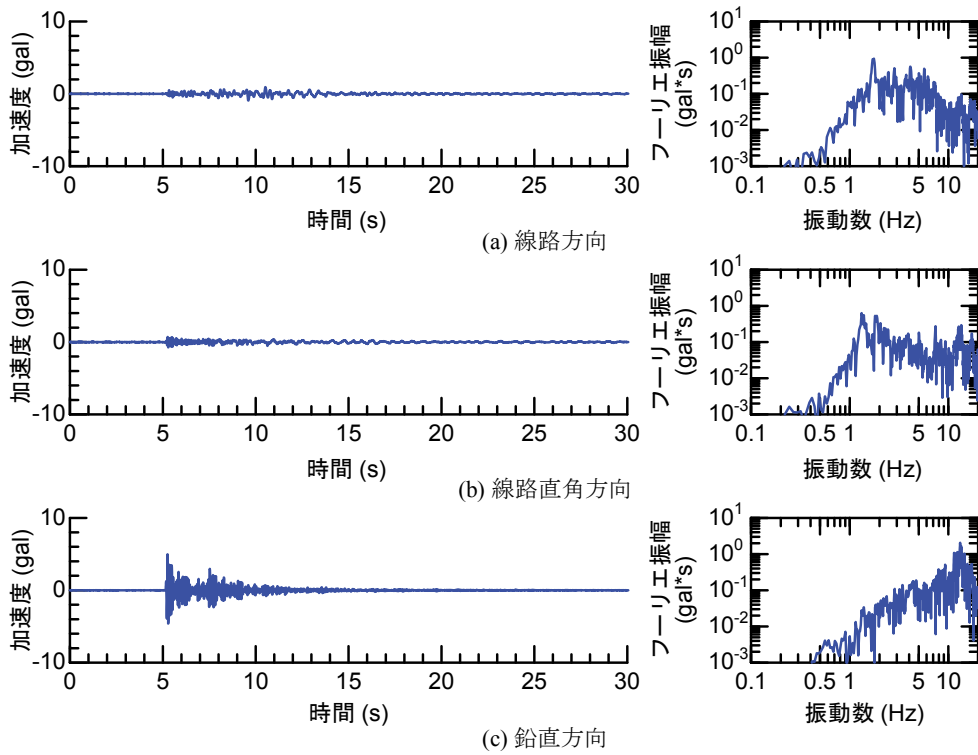 10
0
-10
加速度 (gal)
0 5 10 15 20 25 30
時間 (s)
10¹
10⁰
10⁻¹
10⁻²
10⁻³
フーリエ振幅
(gal*s)
0.1 0.5 1 5 10
振動数 (Hz)
(a) 線路方向
10
0
-10
加速度 (gal)
0 5 10 15 20 25 30
時間 (s)
10¹
10⁰
10⁻¹
10⁻²
10⁻³
フーリエ振幅
(gal*s)
0.1 0.5 1 5 10
振動数 (Hz)
(b) 線路直角方向
10
0
-10
加速度 (gal)
0 5 10 15 20 25 30
時間 (s)
10¹
10⁰
10⁻¹
10⁻²
10⁻³
フーリエ振幅
(gal*s)
0.1 0.5 1 5 10
振動数 (Hz)
(c) 鉛直方向